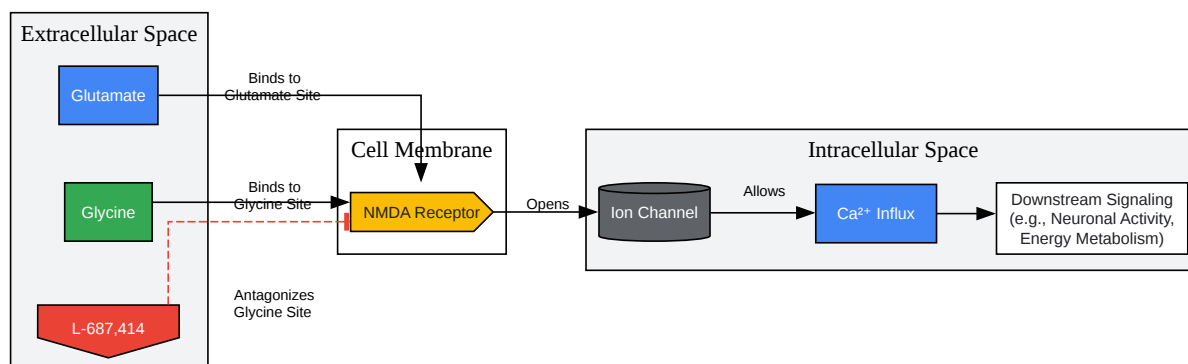 Extracellular Space
Glutamate
Binds to
Glutamate Site
Cell Membrane
Intracellular Space
Glycine
Binds to
Glycine Site
NMDA Receptor
Opens
Ion Channel
Allows
Ca²⁺ Influx
Downstream Signaling
(e.g., Neuronal Activity,
Energy Metabolism)
Antagonizes
Glycine Site
L-687,414